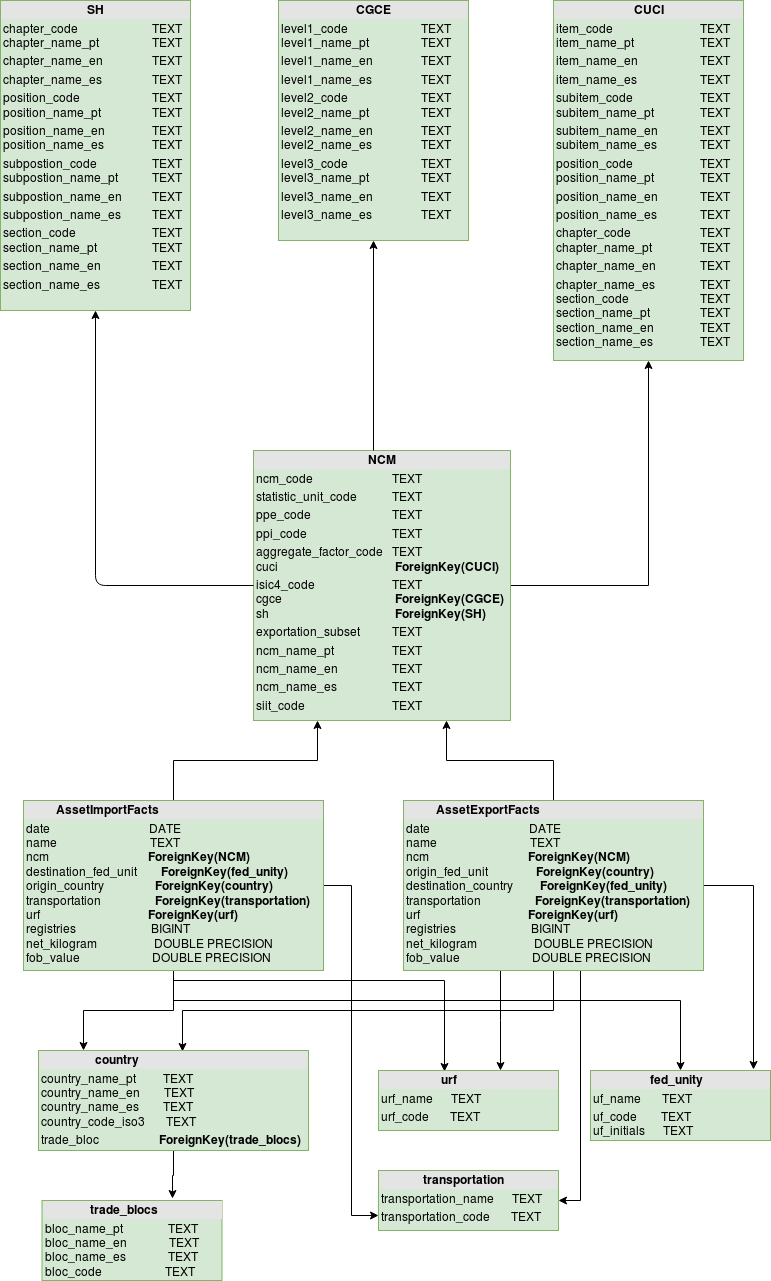 SH
chapter_code TEXT
chapter_name_pt TEXT
chapter_name_en TEXT
chapter_name_es TEXT
position_code TEXT
position_name_pt TEXT
position_name_en TEXT
position_name_es TEXT
subpostion_code TEXT
subpostion_name_pt TEXT
subpostion_name_en TEXT
subpostion_name_es TEXT
section_code TEXT
section_name_pt TEXT
section_name_en TEXT
section_name_es TEXT
CGCE
level1_code TEXT
level1_name_pt TEXT
level1_name_en TEXT
level1_name_es TEXT
level2_code TEXT
level2_name_pt TEXT
level2_name_en TEXT
level2_name_es TEXT
level3_code TEXT
level3_name_pt TEXT
level3_name_en TEXT
level3_name_es TEXT
CUCI
item_code TEXT
item_name_pt TEXT
item_name_en TEXT
item_name_es TEXT
subitem_code TEXT
subitem_name_pt TEXT
subitem_name_en TEXT
subitem_name_es TEXT
position_code TEXT
position_name_pt TEXT
position_name_en TEXT
position_name_es TEXT
chapter_code TEXT
chapter_name_pt TEXT
chapter_name_en TEXT
chapter_name_es TEXT
section_code TEXT
section_name_pt TEXT
section_name_en TEXT
section_name_es TEXT
NCM
ncm_code TEXT
statistic_unit_code TEXT
ppe_code TEXT
ppi_code TEXT
aggregate_factor_code TEXT
cuci ForeignKey(CUCI)
isic4_code TEXT
cgce ForeignKey(CGCE)
sh ForeignKey(SH)
exportation_subset TEXT
ncm_name_pt TEXT
ncm_name_en TEXT
ncm_name_es TEXT
siit_code TEXT
AssetImportFacts
date DATE
name TEXT
ncm ForeignKey(NCM)
destination_fed_unit ForeignKey(fed_unity)
origin_country ForeignKey(country)
transportation ForeignKey(transportation)
urf ForeignKey(urf)
registries BIGINT
net_kilogram DOUBLE PRECISION
fob_value DOUBLE PRECISION
AssetExportFacts
date DATE
name TEXT
ncm ForeignKey(NCM)
origin_fed_unit ForeignKey(country)
destination_country ForeignKey(fed_unity)
transportation ForeignKey(transportation)
urf ForeignKey(urf)
registries BIGINT
net_kilogram DOUBLE PRECISION
fob_value DOUBLE PRECISION
country
country_name_pt TEXT
country_name_en TEXT
country_name_es TEXT
country_code_iso3 TEXT
trade_bloc ForeignKey(trade_blocs)
urf
urf_name TEXT
urf_code TEXT
fed_unity
uf_name TEXT
uf_code TEXT
uf_initials TEXT
transportation
transportation_name TEXT
transportation_code TEXT
trade_blocs
bloc_name_pt TEXT
bloc_name_en TEXT
bloc_name_es TEXT
bloc_code TEXT